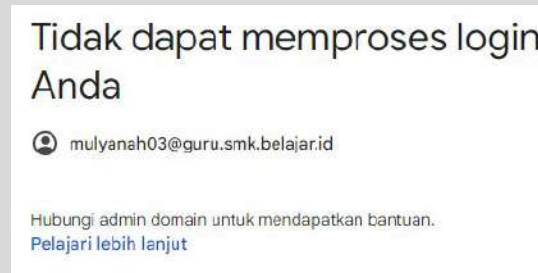 Tidak dapat memproses login
Anda
mulyanah03@guru.smk.belajar.id
Hubungi admin domain untuk mendapatkan bantuan.
Pelajari lebih lanjut